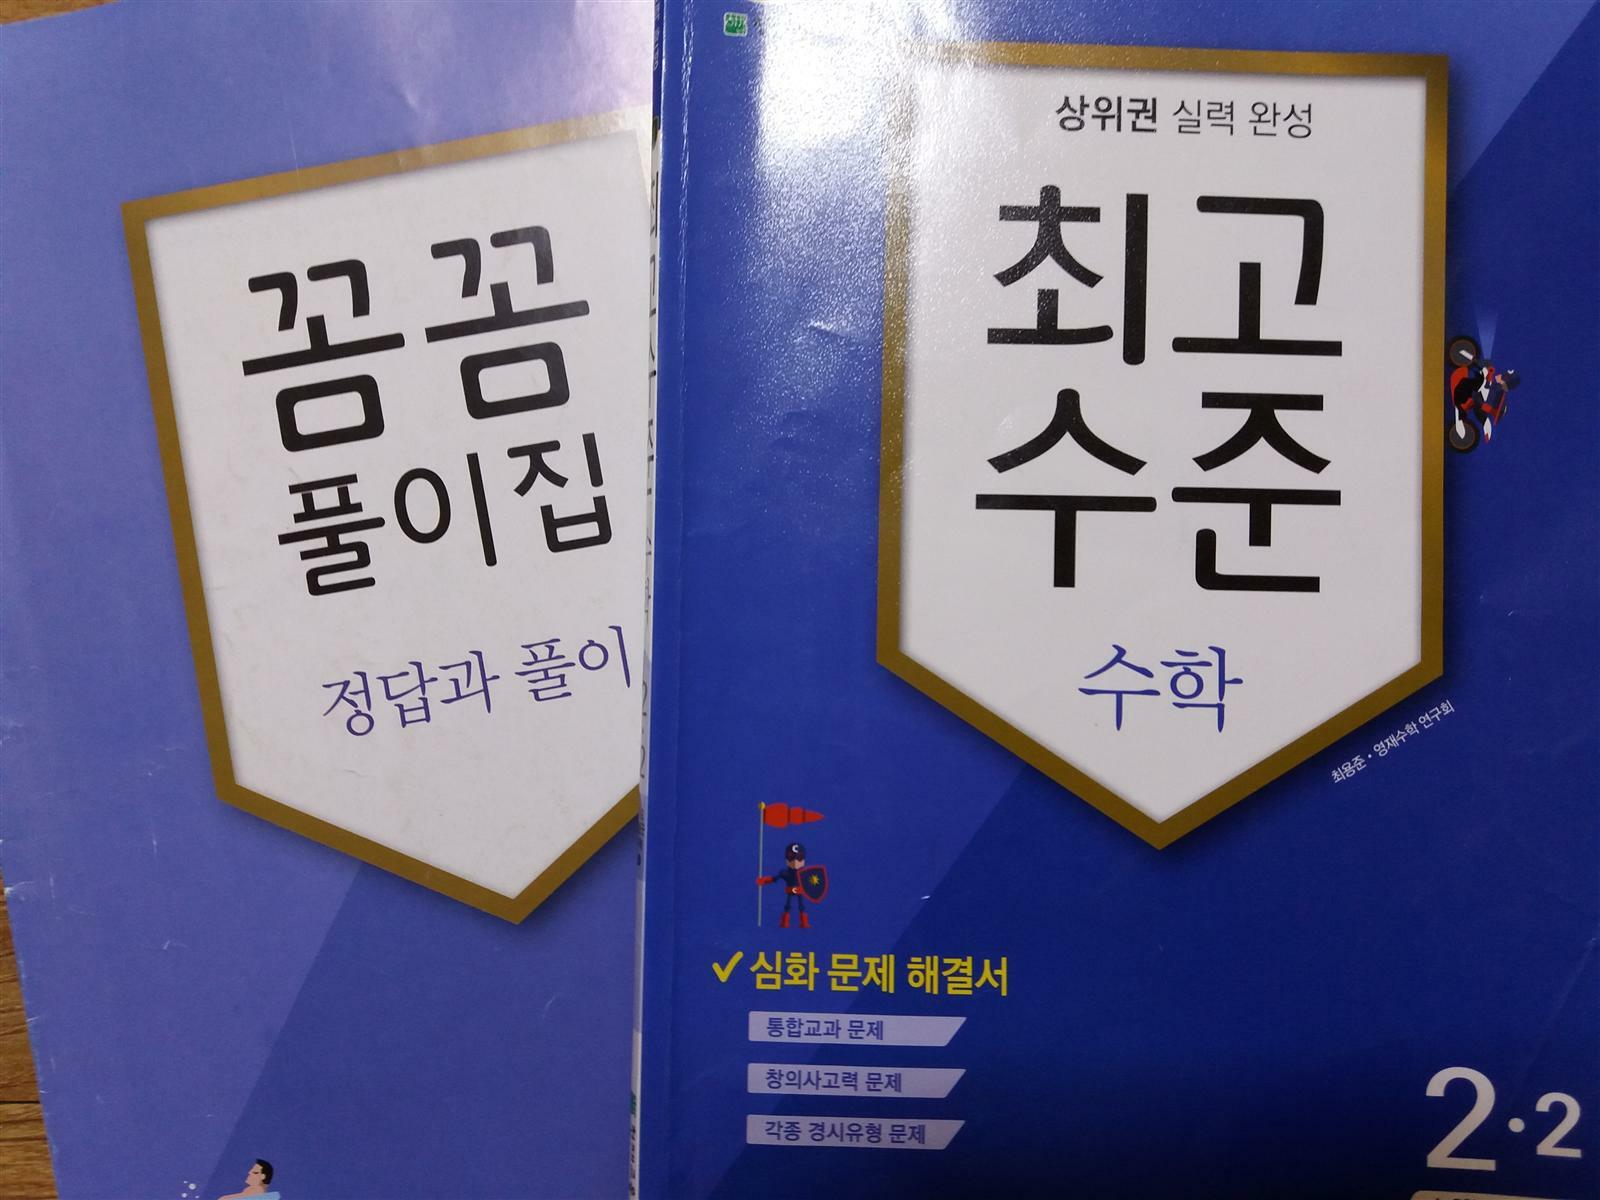 꼼꼼
풀이집
정답과 풀이
상위권 실력 완성
최고
수준
수학
최용준・영재수학 연구회
✓심화 문제 해결서
통합교과 문제
창의사고력 문제
각종 경시유형 문제
2・2